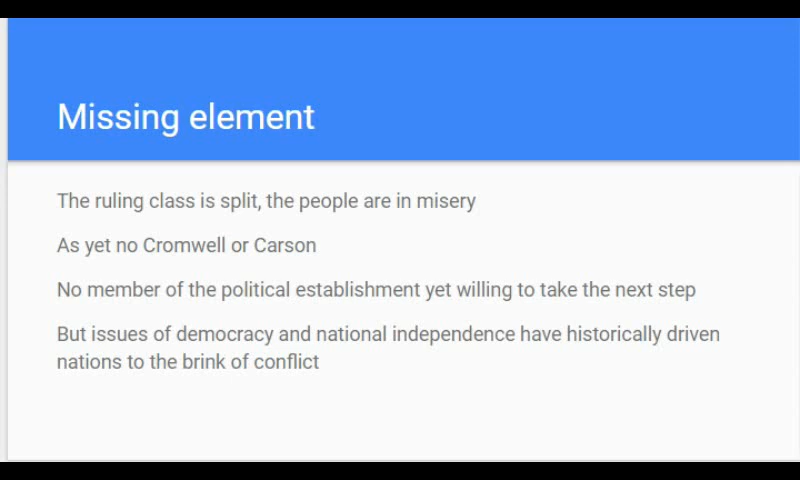 Missing element
The ruling class is split, the people are in misery
As yet no Cromwell or Carson
No member of the political establishment yet willing to take the next step
But issues of democracy and national independence have historically driven
nations to the brink of conflict